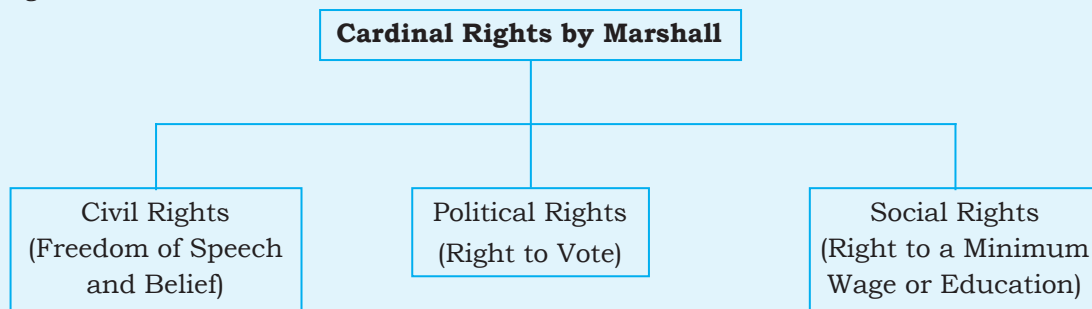 Cardinal Rights by Marshall
Civil Rights
(Freedom of Speech
and Belief)
Political Rights
(Right to Vote)
Social Rights
(Right to a Minimum
Wage or Education)